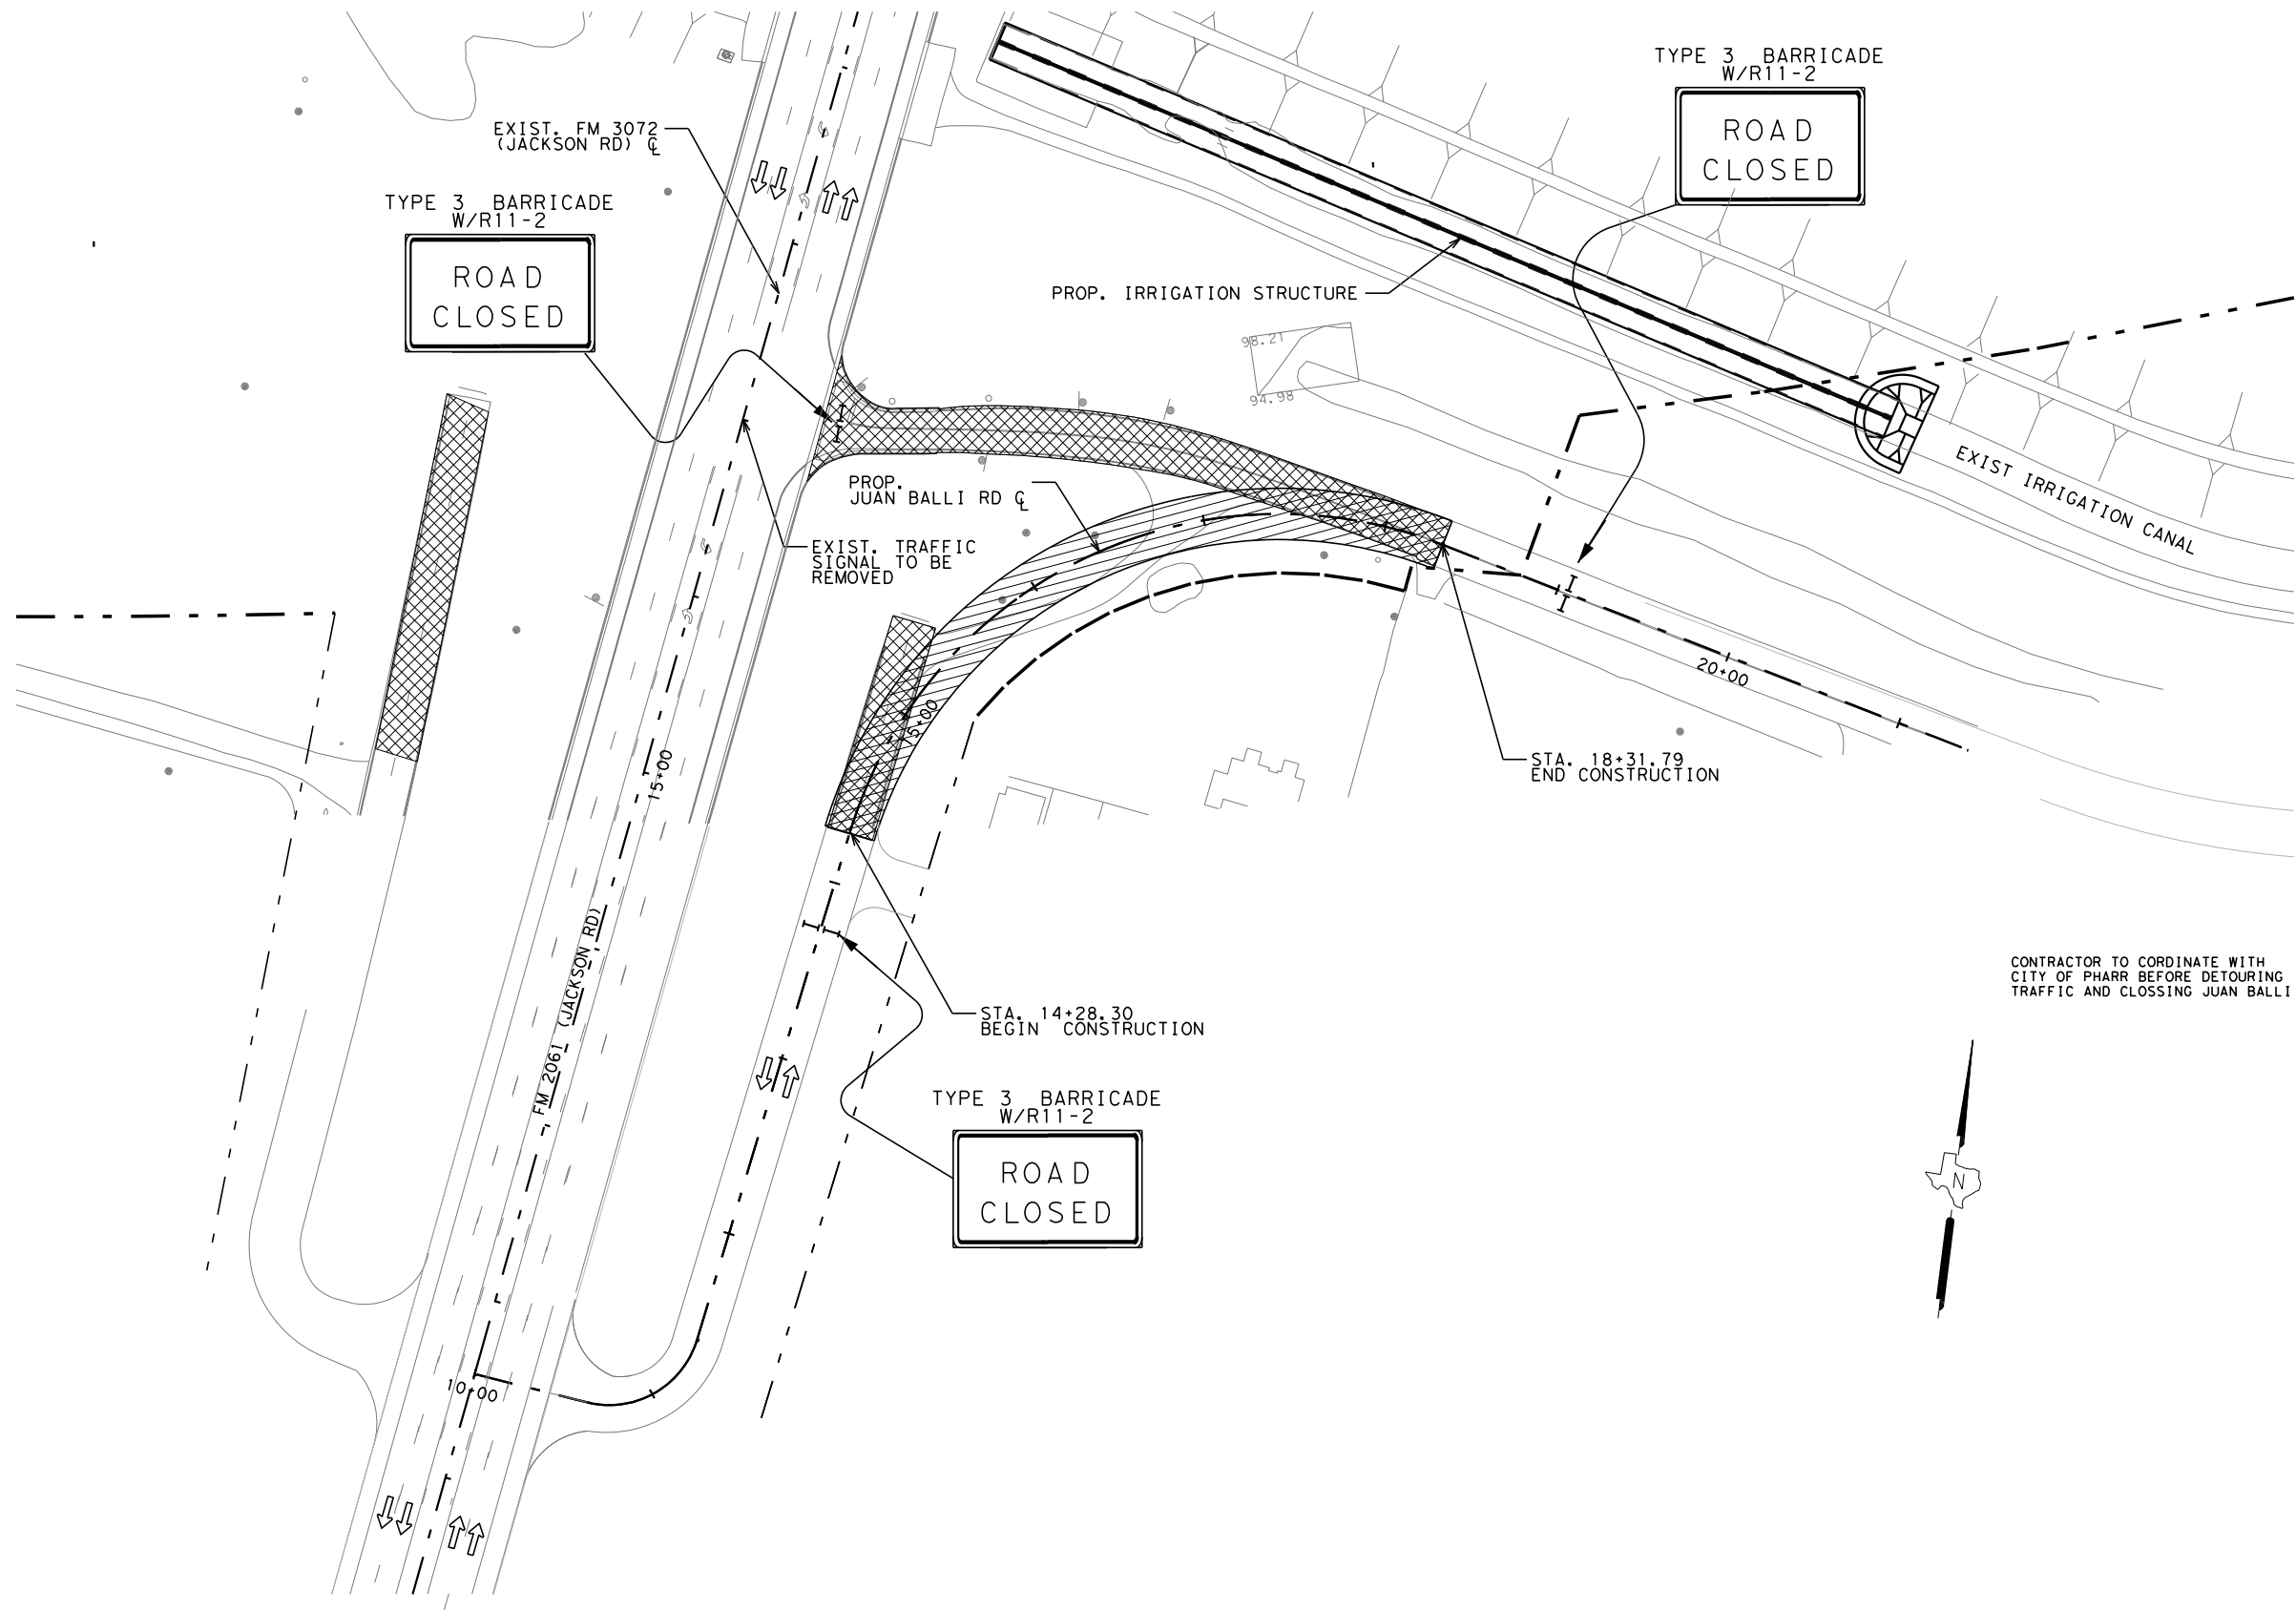 TYPE 3 BARRICADE
W/R11-2
ROAD
CLOSED
EXIST. FM 3072
(JACKSON RD) ℄
TYPE 3 BARRICADE
W/R11-2
ROAD
CLOSED
PROP. IRRIGATION STRUCTURE
98.21
94.98
EXIST IRRIGATION CANAL
PROP.
JUAN BALLI RD ℄
EXIST. TRAFFIC
SIGNAL TO BE
REMOVED
20+00
15+00
15+00
STA. 18+31.79
END CONSTRUCTION
FM 2061 (JACKSON RD)
CONTRACTOR TO CORDINATE WITH
CITY OF PHARR BEFORE DETOURING
TRAFFIC AND CLOSSING JUAN BALLI
STA. 14+28.30
BEGIN CONSTRUCTION
TYPE 3 BARRICADE
W/R11-2
ROAD
CLOSED
N
10+00